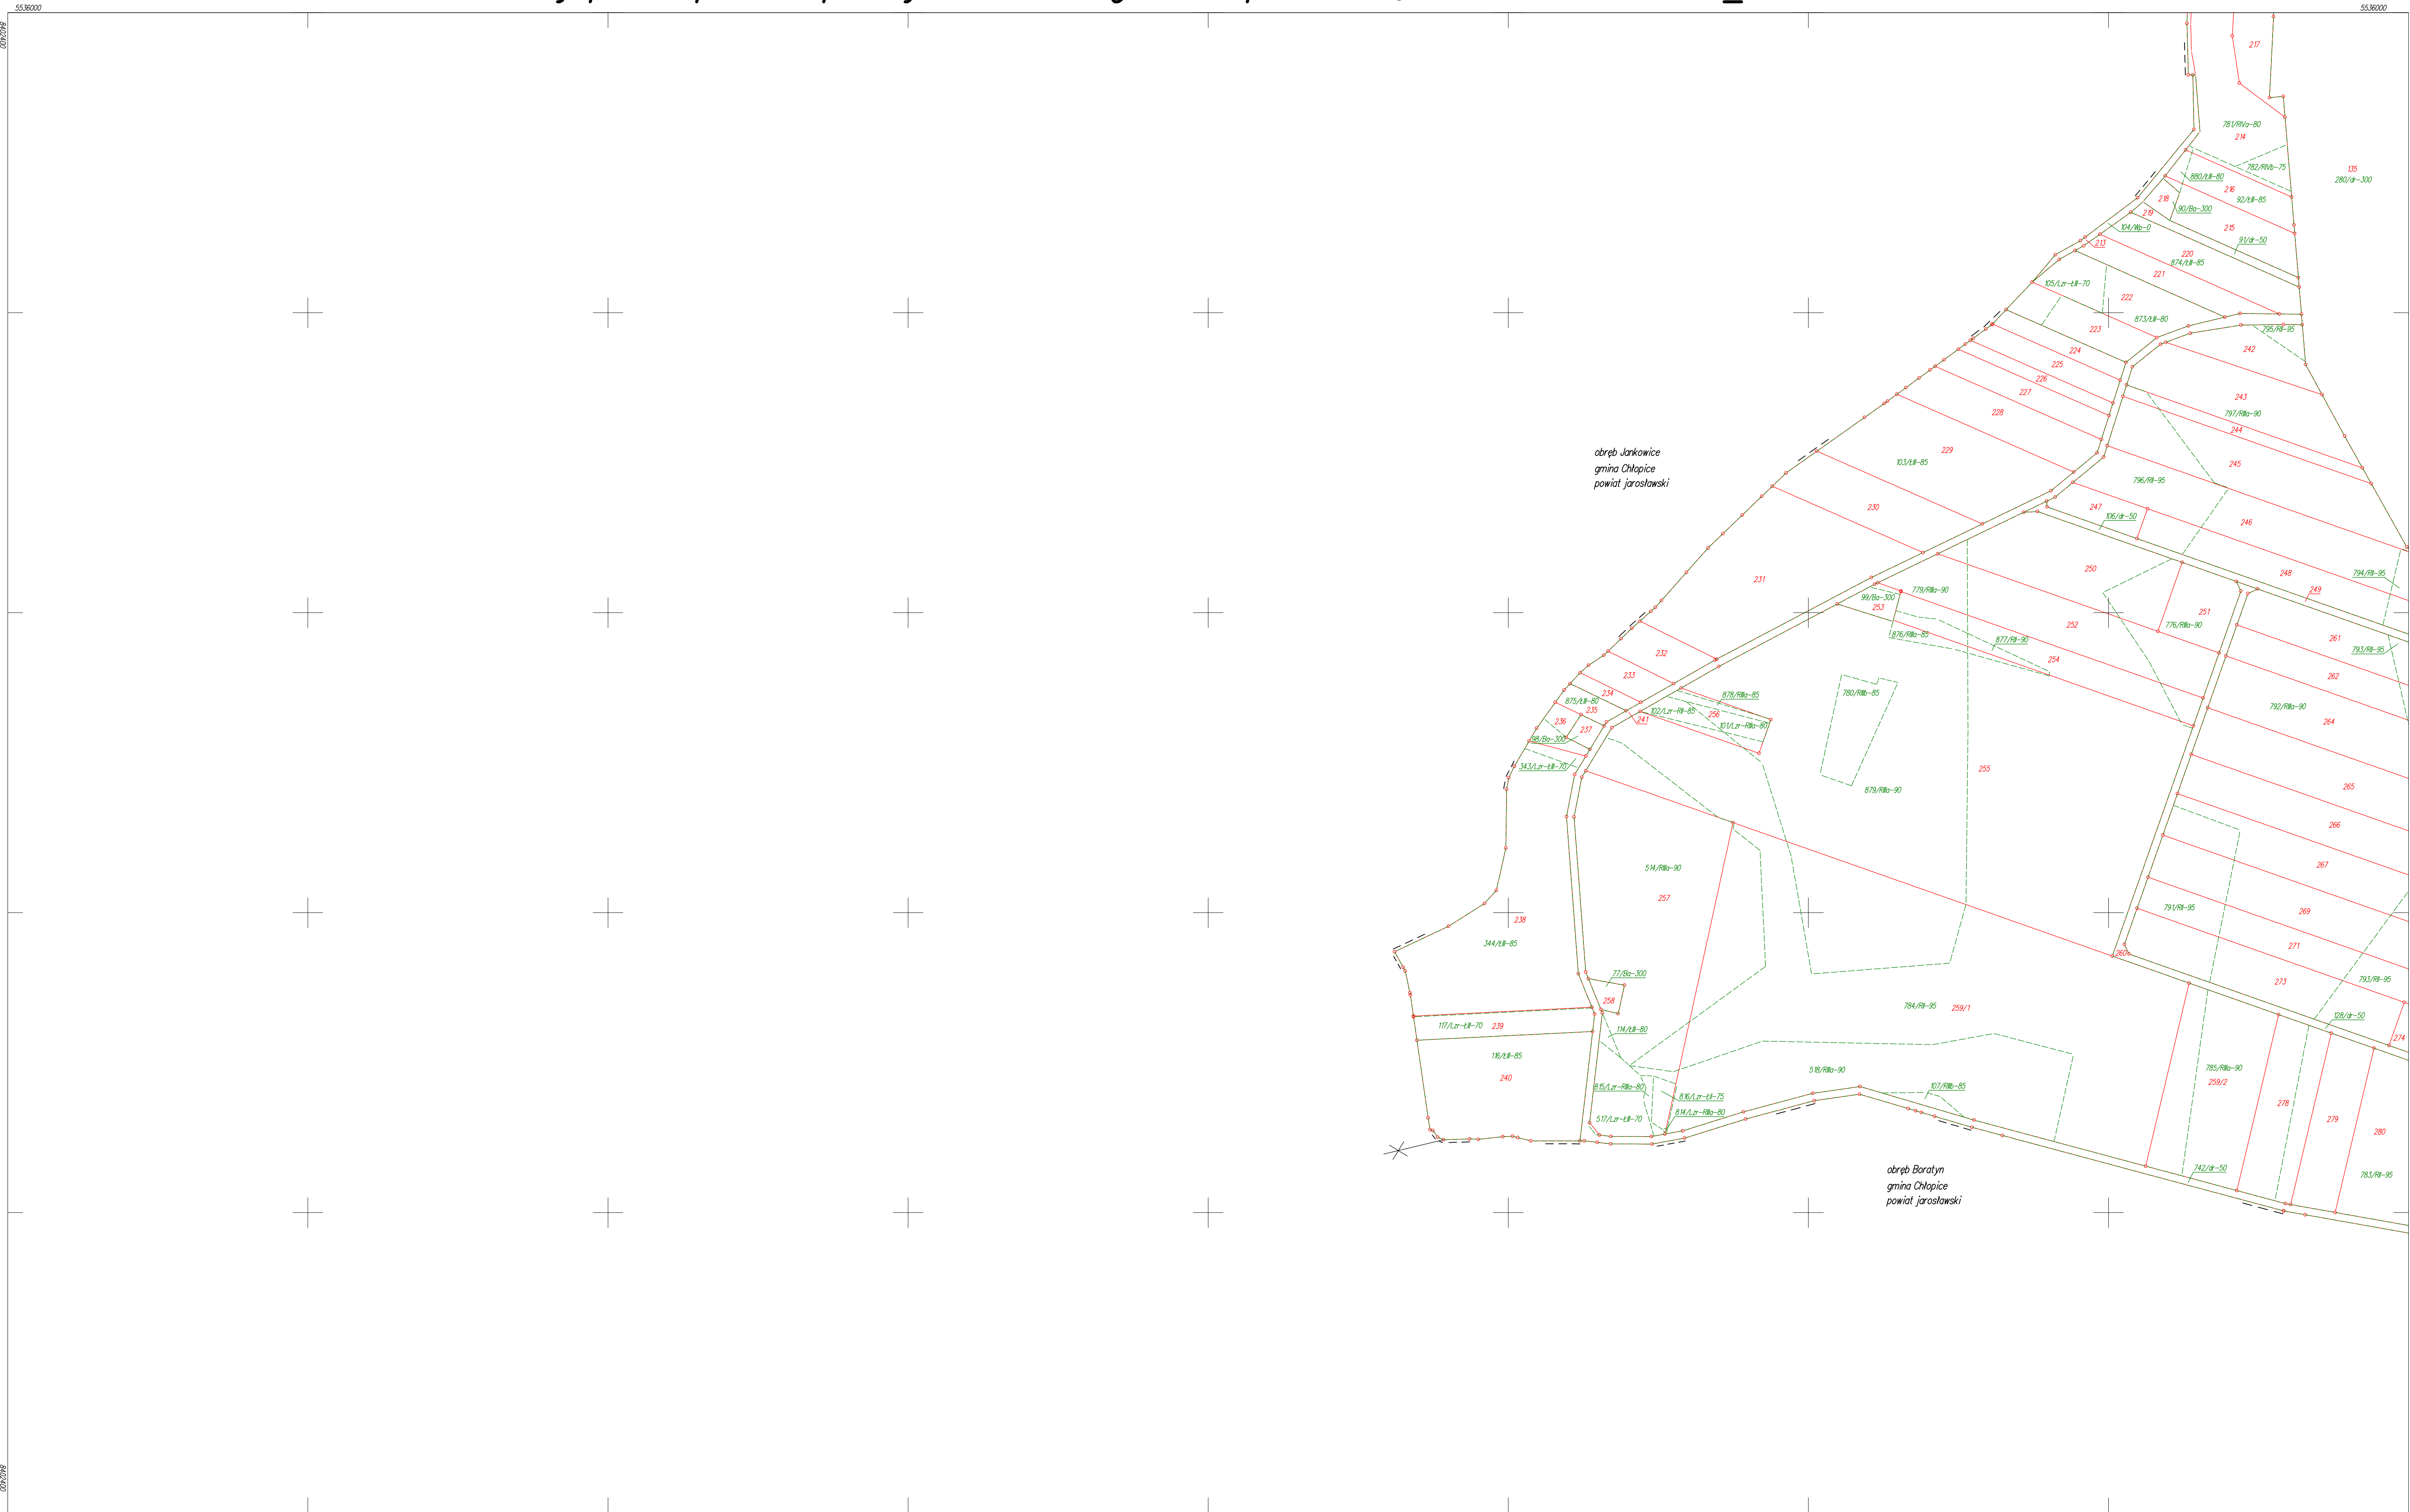 5536000
5536000
8402400
217
781/RIVa-80
214
782/RIVb-75
135
280/dr-300
880/ŁIII-80
216
218
92/ŁIII-85
90/Ba-300
219
104/Wp-0
215
213
91/dr-50
220
874/ŁIII-85
221
105/Lzr-ŁIII-70
222
873/ŁIII-80
223
795/RII-95
242
224
225
226
227
243
228
797/RIIIa-90
244
obręb Jankowice
gmina Chłopice
powiat jarosławski
229
103/ŁIII-85
245
796/RII-95
230
247
106/dr-50
246
250
248
794/RII-95
231
249
779/RIIIa-90
99/Ba-300
253
251
252
776/RIIIa-90
876/RIIIa-85
877/RII-90
261
793/RII-95
232
254
233
262
234
878/RIIIa-85
780/RIIIb-85
875/ŁIII-80
235
102/Lzr-RII-85
256
792/RIIIa-90
236
241
101/Lzr-RIIIa-80
264
237
98/Ba-300
343/Lzr-ŁIII-70
255
879/RIIIa-90
265
266
514/RIIIa-90
267
257
791/RII-95
269
238
344/ŁIII-85
271
260
77/Ba-300
273
793/RII-95
258
784/RII-95
259/1
128/dr-50
117/Lzr-ŁIII-70
239
114/ŁIII-80
274
116/ŁIII-85
518/RIIIa-90
785/RIIIa-90
240
259/2
815/Lzr-RIIIa-80
107/RIIIb-85
816/Lzr-ŁII-75
278
814/Lzr-RIIIa-80
517/Lzr-ŁIII-70
279
280
obręb Boratyn
gmina Chłopice
powiat jarosławski
742/dr-50
783/RII-95
8402400